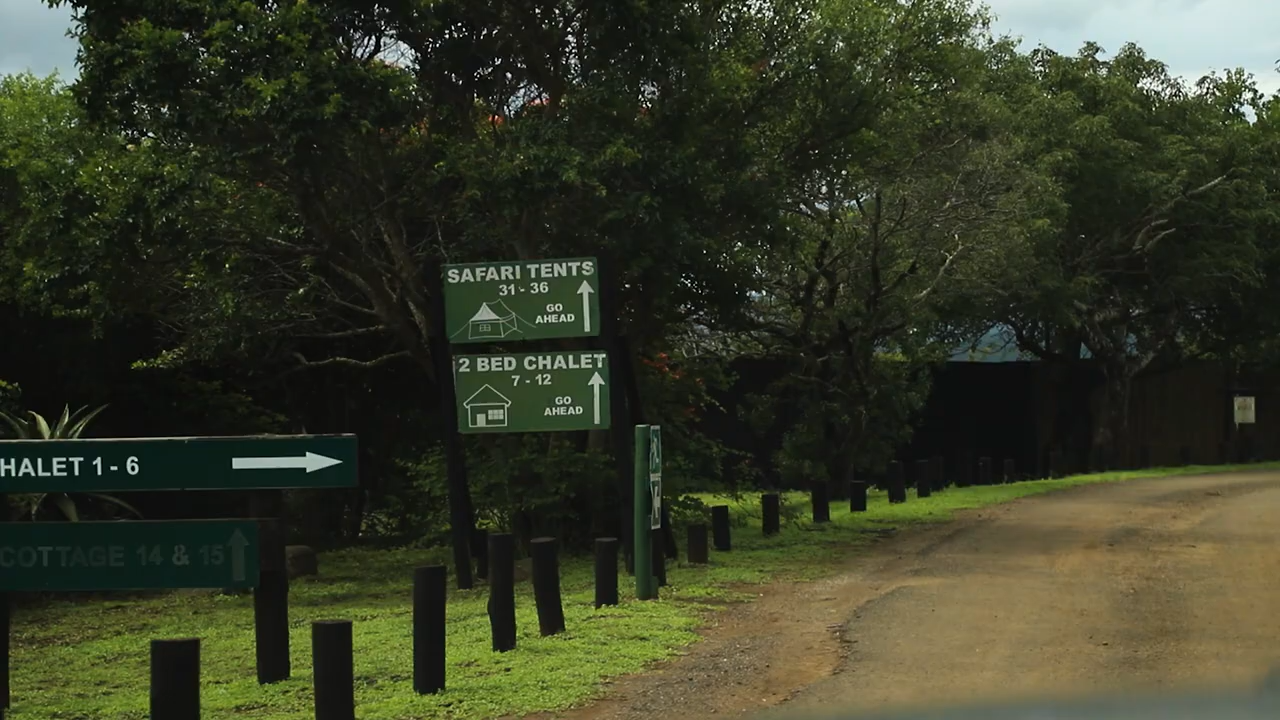 SAFARI TENTS
31 - 36
GO
AHEAD
2 BED CHALET
7 - 12
GO
AHEAD
HALET 1 - 6
COTTAGE 14 & 15